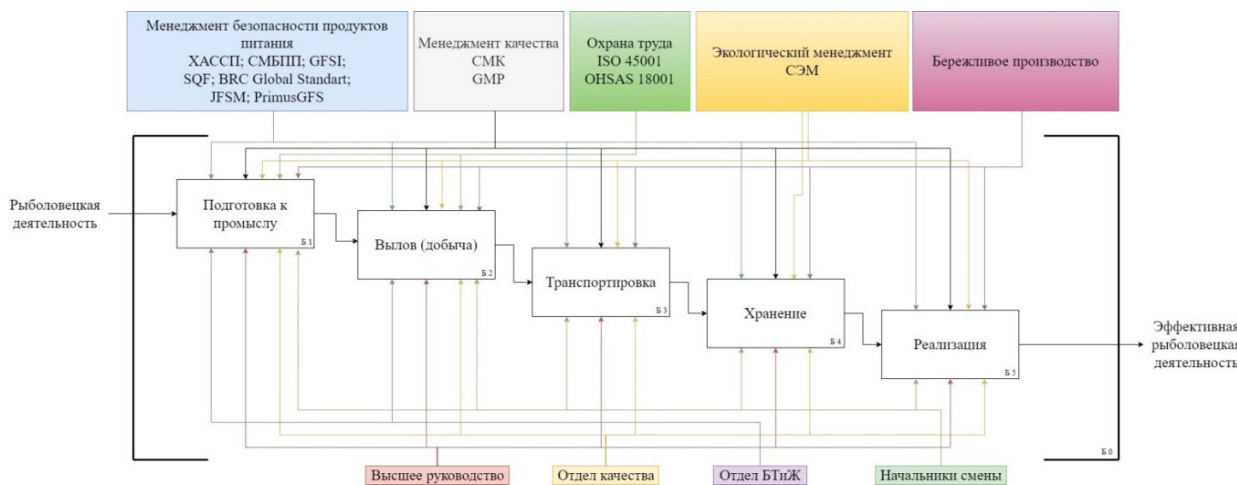 Менеджмент безопасности продуктов
питания
ХАССП; СМБПП; GFSI;
SQF; BRC Global Standart;
JFSM; PrimusGFS
Менеджмент качества
СМК
GMP
Охрана труда
ISO 45001
OHSAS 18001
Экологический менеджмент
СЭМ
Бережливое производство
Рыболовецкая
деятельность
Подготовка к
промыслу
Б 1
Вылов (добыча)
Б 2
Транспортировка
Б 3
Хранение
Б 4
Реализация
Б 5
Эффективная
рыболовецкая
деятельность
Б 0
Высшее руководство
Отдел качества
Отдел БТиЖ
Начальники смены